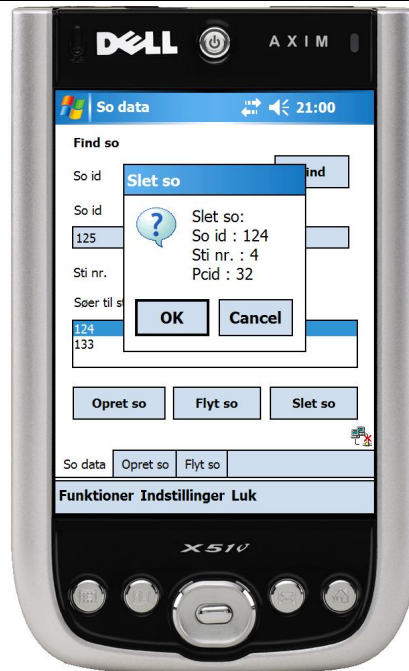 DELL
AXIM
So data
21:00
Find so
So id
ind
Slet so
So id
125
Slet so:
So id : 124
Sti nr. : 4
Pcid : 32
Sti nr.
Søer til st
OK
Cancel
124
133
Opret so
Flyt so
Slet so
So data
Opret so
Flyt so
Funktioner Indstillinger Luk
X51v